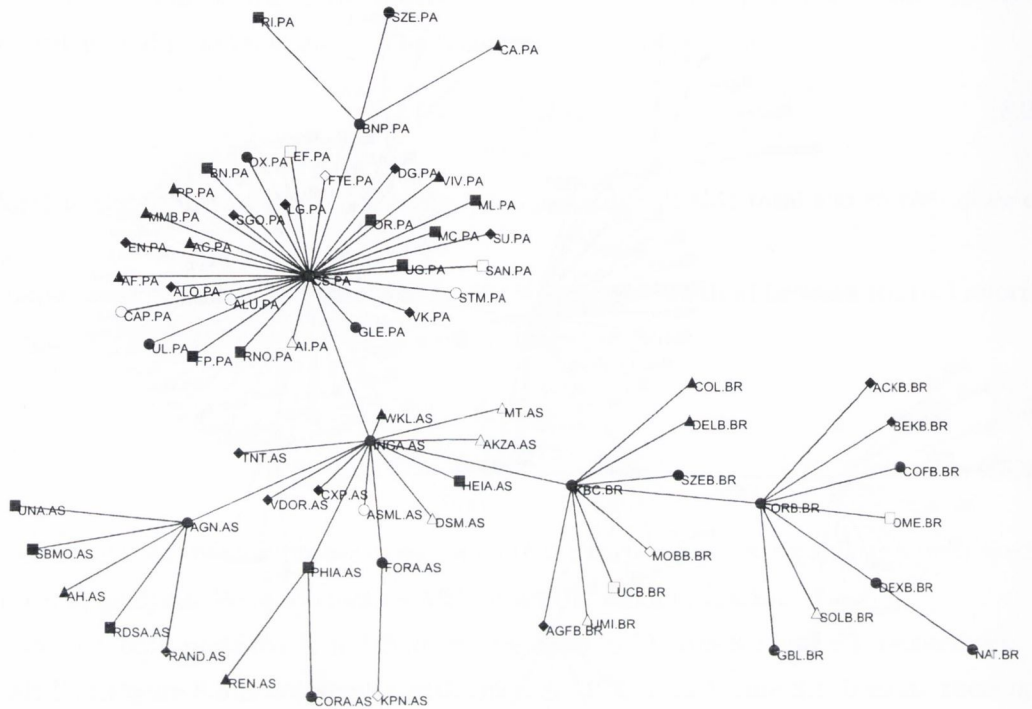 RI.PA
SZE.PA
CA.PA
BNP.PA
EF.PA
OX.PA
BN.PA
FTE.PA
DG.PA
VIV.PA
PP.PA
ML.PA
LG.PA
MMB.PA
SGO.PA
OR.PA
MC.PA
SU.PA
EN.PA
AC.PA
UG.PA
SAN.PA
AF.PA
CS.PA
ALO.PA
ALU.PA
STM.PA
CAP.PA
VK.PA
GLE.PA
UL.PA
FP.PA
RNO.PA
AI.PA
WKL.AS
MT.AS
INGA.AS
AKZA.AS
TNT.AS
VDOR.AS
CXP.AS
HEIA.AS
ASML.AS
DSM.AS
UNA.AS
AGN.AS
SBMO.AS
AH.AS
RDSA.AS
RAND.AS
PHIA.AS
FORA.AS
REN.AS
CORA.AS
KPN.AS
COL.BR
DELB.BR
SZEB.BR
KBC.BR
MOBB.BR
UCB.BR
UMI.BR
AGFB.BR
ACKB.BR
BEKB.BR
COFB.BR
FORB.BR
OME.BR
DEXB.BR
SOLB.BR
GBL.BR
NAT.BR